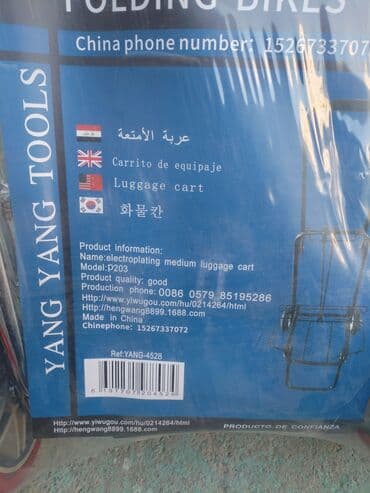 FOLDING BIKES
China phone number: 15267337072
YANG YANG TOOLS
عربة الأمتعة
Carrito de equipaje
Luggage cart
화물칸
Product information:
Name:electroplating medium luggage cart
Model:P203
Product quality: good
Production phone: 0086 0579 85195286
Http://www.yiwugou.com/hu/0214264/html
Http://hengwang8899.1688.com
Made in China
Chinephone: 15267337072
Ref:YANG-4528
Http://www.yiwugou.com/hu/0214264/html
Http://hengwang8899.1688.com
PRODUCTO DE CONFIANZA